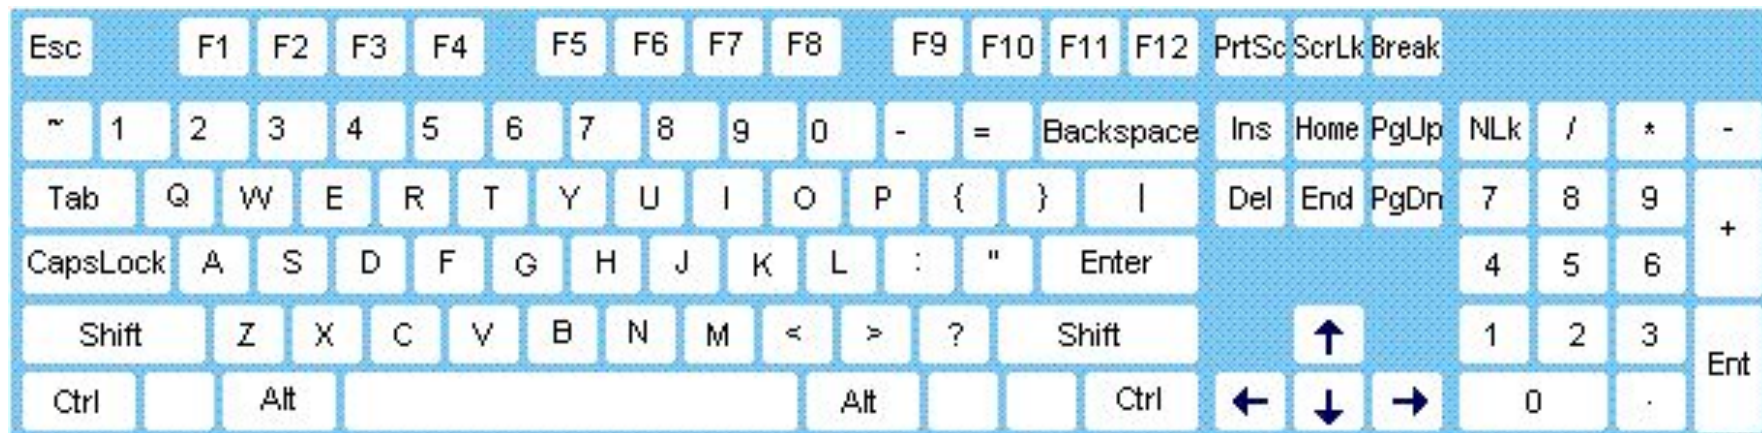 Esc F1 F2 F3 F4 F5 F6 F7 F8 F9 F10 F11 F12 PrtSc ScrLk Break
~ 1 2 3 4 5 6 7 8 9 0 - = Backspace Ins Home PgUp NLk / * -
Tab Q W E R T Y U I O P { } | Del End PgDn 7 8 9 +
CapsLock A S D F G H J K L : " Enter 4 5 6
Shift Z X C V B N M < > ? Shift ↑ 1 2 3 Ent
Ctrl Alt Alt Ctrl ← ↓ → 0 .